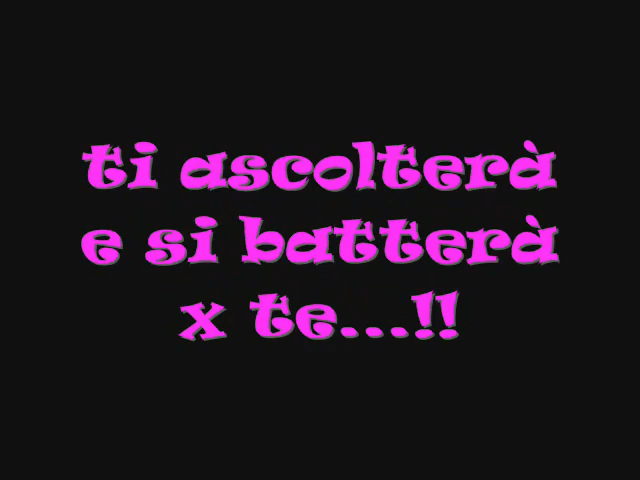 ti ascolterà
e si batterà
x te...!!